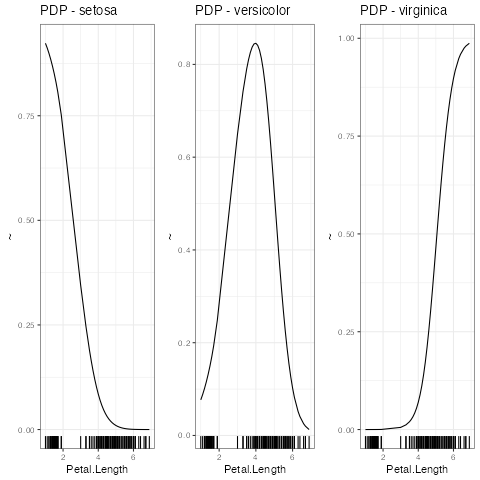 PDP - setosa
0.75
0.50
0.25
0.00
~
2 4 6
Petal.Length
PDP - versicolor
0.8
0.6
0.4
0.2
0.0
~
2 4 6
Petal.Length
PDP - virginica
1.00
0.75
0.50
0.25
0.00
~
2 4 6
Petal.Length